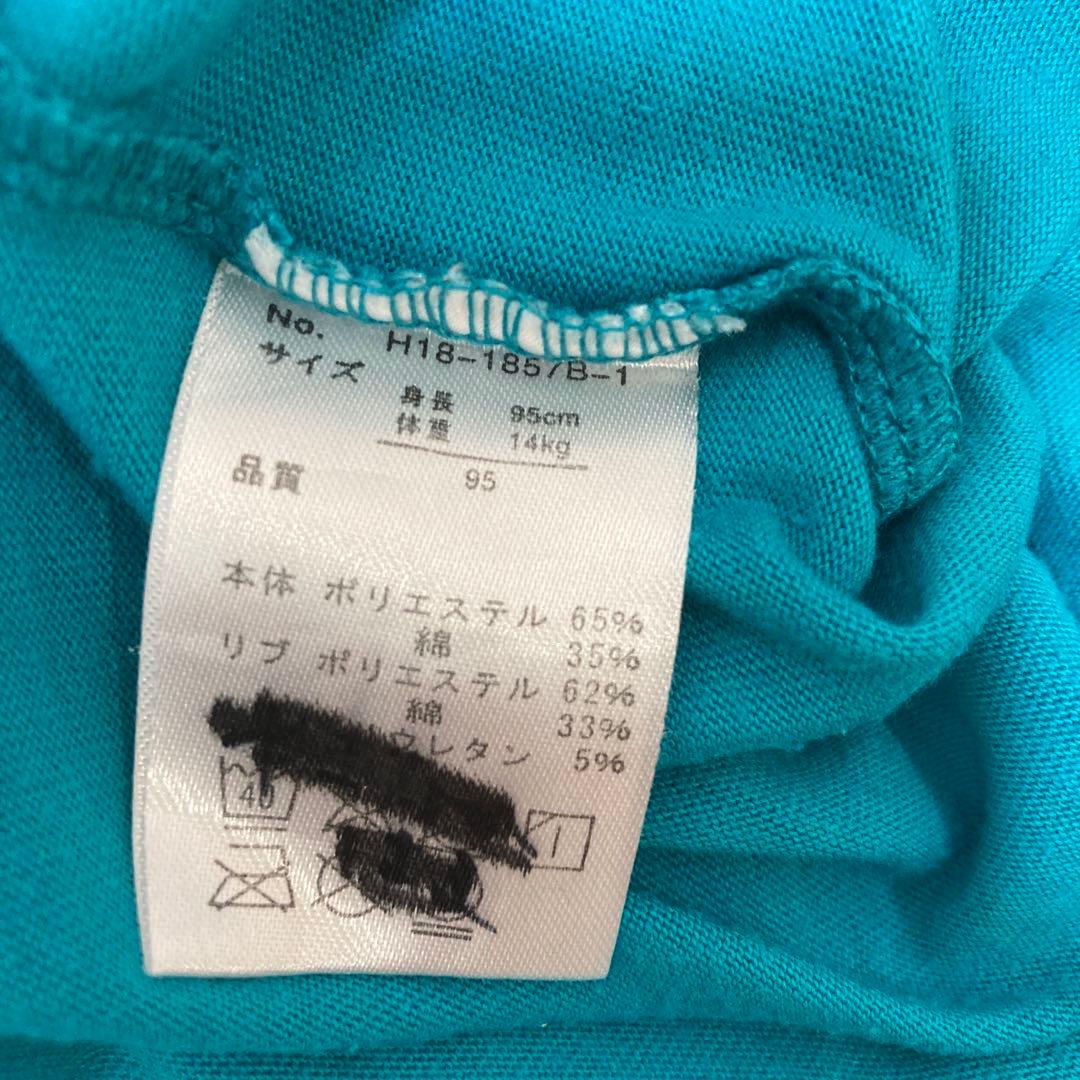 No. H18-1857B-1
サイズ
身長 95cm
体重 14kg
95
品質
本体 ポリエステル 65%
綿 35%
リブ ポリエステル 62%
綿 33%
ウレタン 5%
40